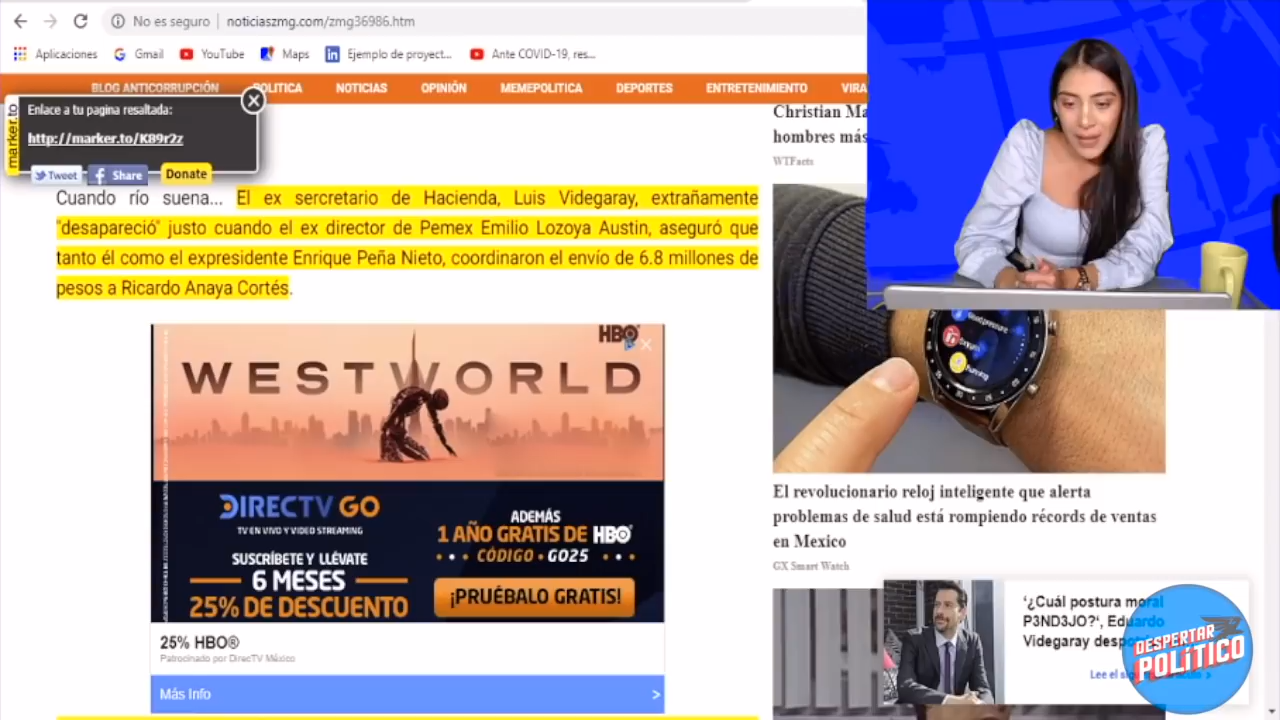 No es seguro | noticiaszmg.com/zmg36986.htm
Aplicaciones Gmail YouTube Maps Ejemplo de proyect... Ante COVID-19, res...
BLOG ANTICORRUPCIÓN POLITICA NOTICIAS OPINIÓN MEMEPOLITICA DEPORTES ENTRETENIMIENTO VIRA
marker.to
Enlace a tu pagina resaltada:
http://marker.to/K89r2z
Tweet Share Donate
Cuando río suena... El ex sercretario de Hacienda, Luis Videgaray, extrañamente
"desapareció" justo cuando el ex director de Pemex Emilio Lozoya Austin, aseguró que
tanto él como el expresidente Enrique Peña Nieto, coordinaron el envío de 6.8 millones de
pesos a Ricardo Anaya Cortés.
HBO
WESTWORLD
DIRECTV GO
TV EN VIVO Y VIDEO STREAMING
SUSCRÍBETE Y LLÉVATE
6 MESES
25% DE DESCUENTO
ADEMÁS
1 AÑO GRATIS DE HBO
CÓDIGO • GO25
¡PRUÉBALO GRATIS!
25% HBO®
Patrocinado por DirecTV México
Más Info
Christian Ma
hombres más
WTFacts
El revolucionario reloj inteligente que alerta
problemas de salud está rompiendo récords de ventas
en Mexico
GX Smart Watch
'¿Cuál postura moral
P3ND3JO?', Eduardo
Videgaray desp
Lee el
DESPERTAR
POLÍTICO